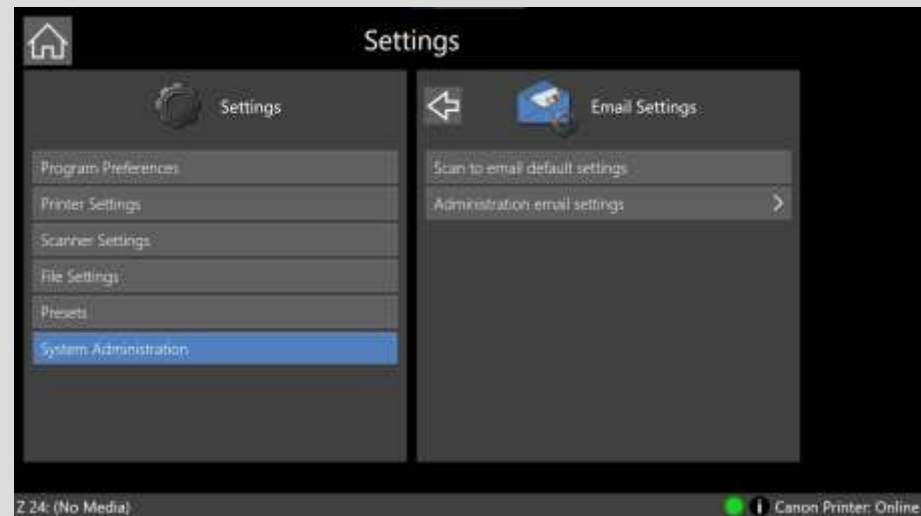 Settings
Settings
Program Preferences
Printer Settings
Scanner Settings
File Settings
Presets
System Administration
Email Settings
Scan to email default settings
Administration email settings
Z 24: (No Media)
Canon Printer: Online